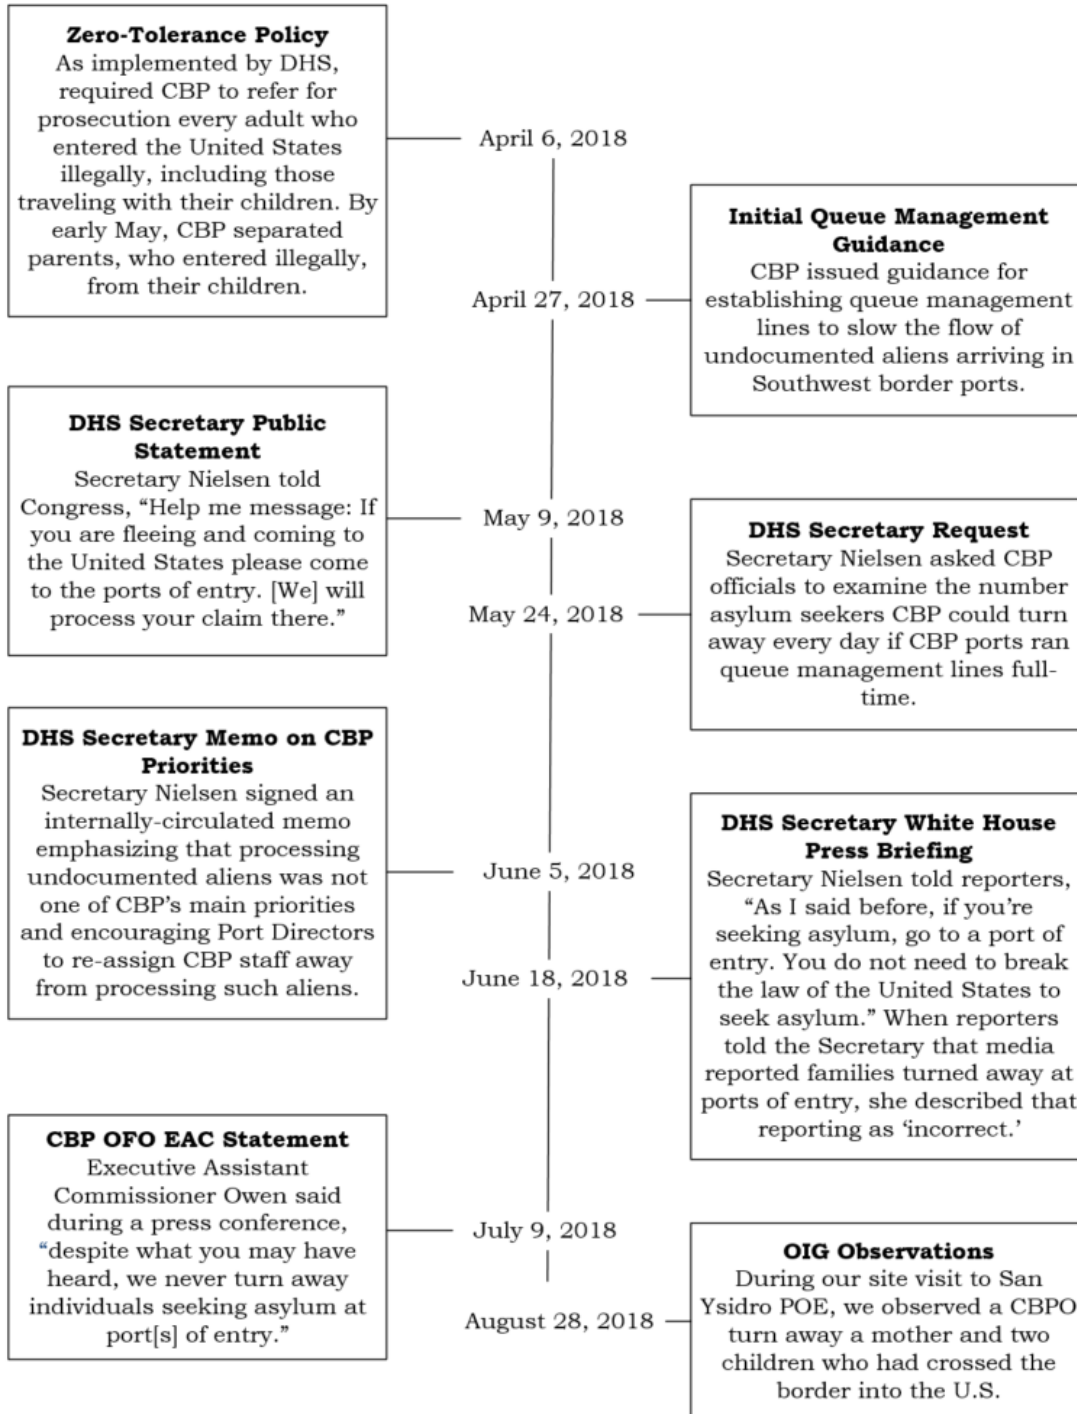 Zero-Tolerance Policy
As implemented by DHS,
required CBP to refer for
prosecution every adult who
entered the United States
illegally, including those
traveling with their children. By
early May, CBP separated
parents, who entered illegally,
from their children.
April 6, 2018
Initial Queue Management
Guidance
CBP issued guidance for
establishing queue management
lines to slow the flow of
undocumented aliens arriving in
Southwest border ports.
April 27, 2018
DHS Secretary Public
Statement
Secretary Nielsen told
Congress, “Help me message: If
you are fleeing and coming to
the United States please come
to the ports of entry. [We] will
process your claim there.”
May 9, 2018
DHS Secretary Request
Secretary Nielsen asked CBP
officials to examine the number
asylum seekers CBP could turn
away every day if CBP ports ran
queue management lines full-
time.
May 24, 2018
DHS Secretary Memo on CBP
Priorities
Secretary Nielsen signed an
internally-circulated memo
emphasizing that processing
undocumented aliens was not
one of CBP’s main priorities
and encouraging Port Directors
to re-assign CBP staff away
from processing such aliens.
June 5, 2018
DHS Secretary White House
Press Briefing
Secretary Nielsen told reporters,
“As I said before, if you’re
seeking asylum, go to a port of
entry. You do not need to break
the law of the United States to
seek asylum.” When reporters
told the Secretary that media
reported families turned away at
ports of entry, she described that
reporting as ‘incorrect.’
June 18, 2018
CBP OFO EAC Statement
Executive Assistant
Commissioner Owen said
during a press conference,
“despite what you may have
heard, we never turn away
individuals seeking asylum at
port[s] of entry.”
July 9, 2018
OIG Observations
During our site visit to San
Ysidro POE, we observed a CBPO
turn away a mother and two
children who had crossed the
border into the U.S.
August 28, 2018